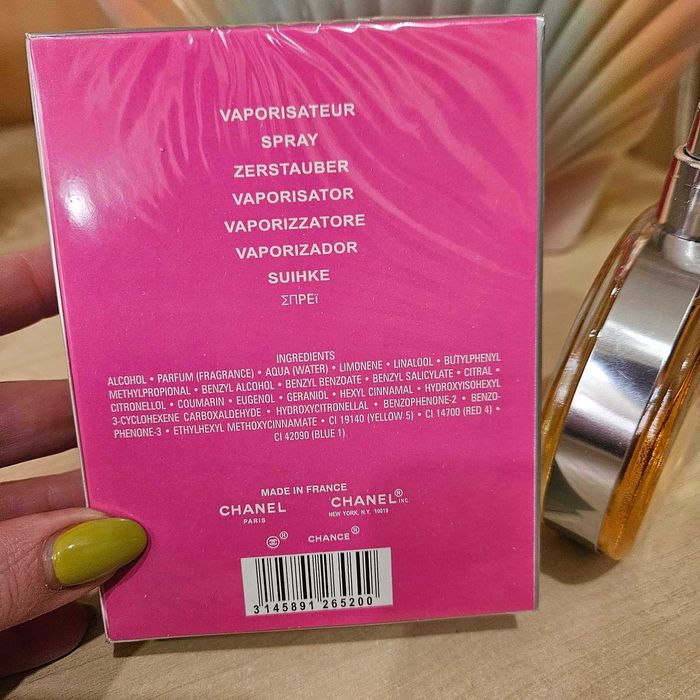 VAPORISATEUR
SPRAY
ZERSTAUBER
VAPORISATOR
VAPORIZZATORE
VAPORIZADOR
SUIHKE
ΣΠΡΕϊ
INGREDIENTS
ALCOHOL • PARFUM (FRAGRANCE) • AQUA (WATER) • LIMONENE • LINALOOL • BUTYLPHENYL
METHYLPROPIONAL • BENZYL ALCOHOL • BENZYL BENZOATE • BENZYL SALICYLATE • CITRAL •
CITRONELLOL • COUMARIN • EUGENOL • GERANIOL • HEXYL CINNAMAL • HYDROXYISOHEXYL
3-CYCLOHEXENE CARBOXALDEHYDE • HYDROXYCITRONELLAL • BENZOPHENONE-2 • BENZO-
PHENONE-3 • ETHYLHEXYL METHOXYCINNAMATE • CI 19140 (YELLOW 5) • CI 14700 (RED 4) •
CI 42090 (BLUE 1).
MADE IN FRANCE
CHANEL CHANEL® INC.
PARIS NEW YORK, N.Y. 10019
® CHANCE®
3 145891 265200